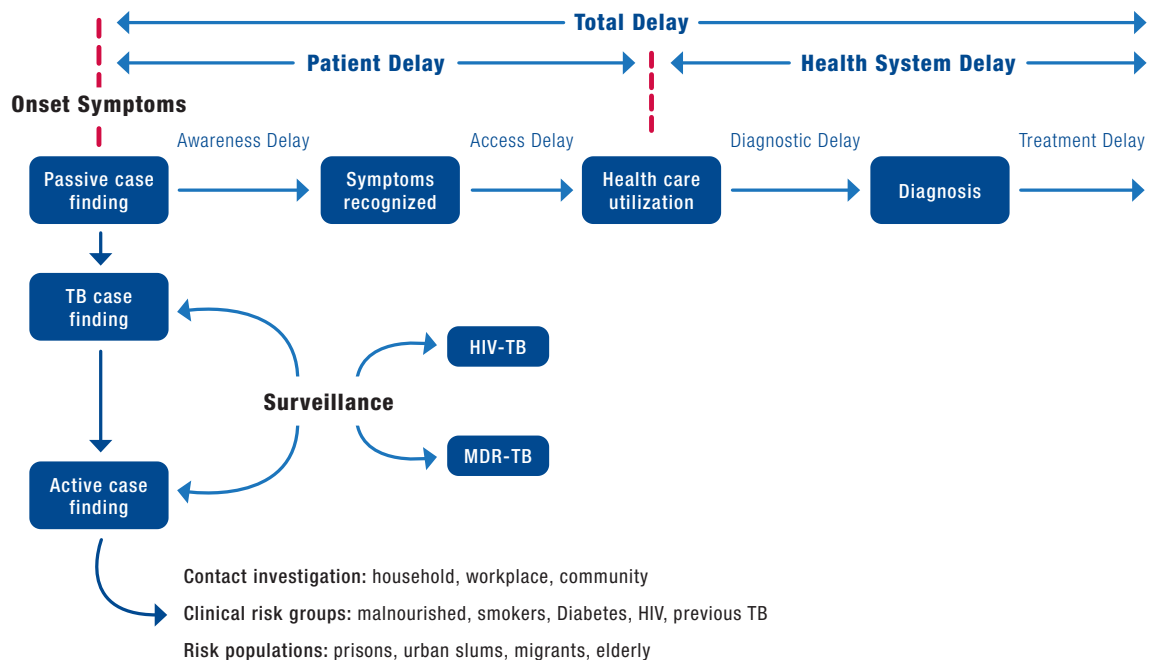 Total Delay
Patient Delay
Health System Delay
Onset Symptoms
Awareness Delay
Access Delay
Diagnostic Delay
Treatment Delay
Passive case
finding
Symptoms
recognized
Health care
utilization
Diagnosis
TB case
finding
HIV-TB
Surveillance
MDR-TB
Active case
finding
Contact investigation: household, workplace, community
Clinical risk groups: malnourished, smokers, Diabetes, HIV, previous TB
Risk populations: prisons, urban slums, migrants, elderly